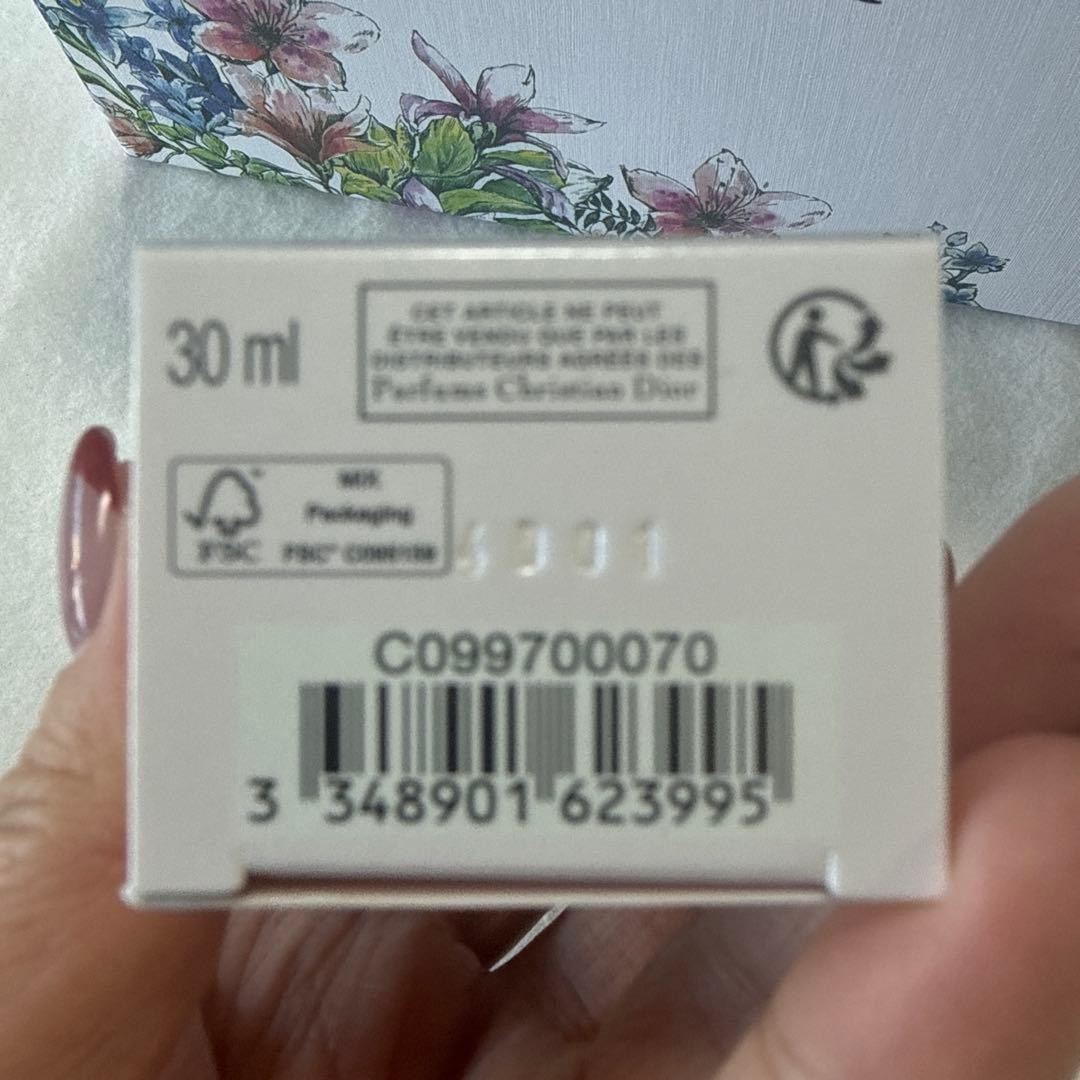 30 ml
CET ARTICLE NE PEUT
ÊTRE VENDU QUE PAR LES
DISTRIBUTEURS AGRÉÉS DES
Parfums Christian Dior
FSC
MIX
Packaging
FSC®
C099700070
3 348901 623995